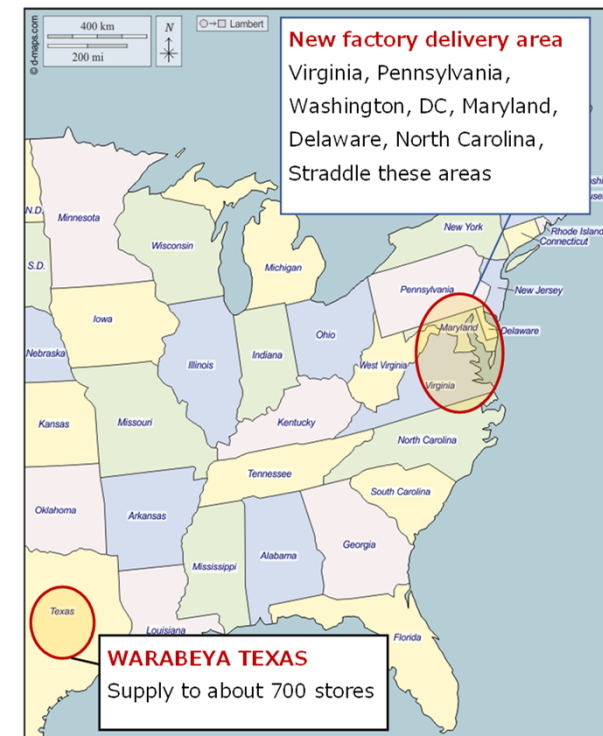 © d-maps.com
400 km
200 mi
N
Lambert
New factory delivery area
Virginia, Pennsylvania,
Washington, DC, Maryland,
Delaware, North Carolina,
Straddle these areas
N.D.
Minnesota
S.D.
Wisconsin
Michigan
New York
Rhode Island
Connecticut
Pennsylvania
New Jersey
Iowa
Nebraska
Illinois
Indiana
Ohio
Maryland
Delaware
West Virginia
Virginia
Kansas
Missouri
Kentucky
North Carolina
Tennessee
South Carolina
Oklahoma
Arkansas
Mississippi
Alabama
Georgia
Texas
Louisiana
Florida
WARABEYA TEXAS
Supply to about 700 stores